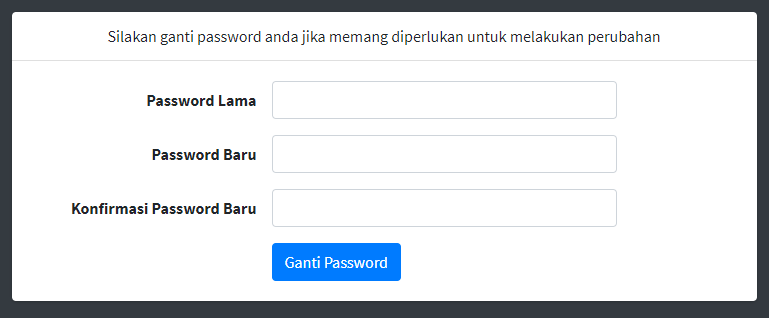 Silakan ganti password anda jika memang diperlukan untuk melakukan perubahan
Password Lama
Password Baru
Konfirmasi Password Baru
Ganti Password